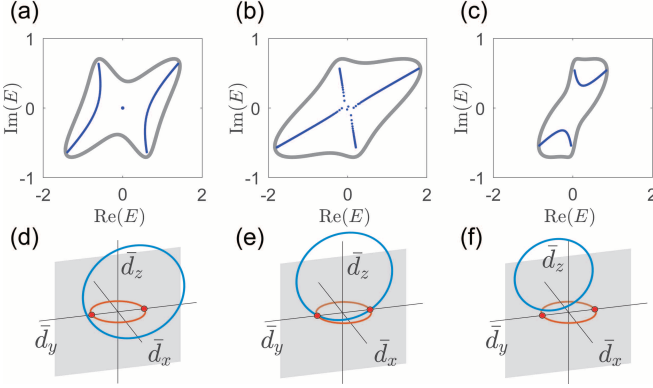 (a) (b) (c)
1 1 1
Im(E) 0 Im(E) 0 Im(E) 0
-1 -1 -1
-2 0 2 -2 0 2 -2 0 2
Re(E) Re(E) Re(E)
(d) (e) (f)
d̄z d̄z d̄z
d̄y d̄x d̄y d̄x d̄y d̄x